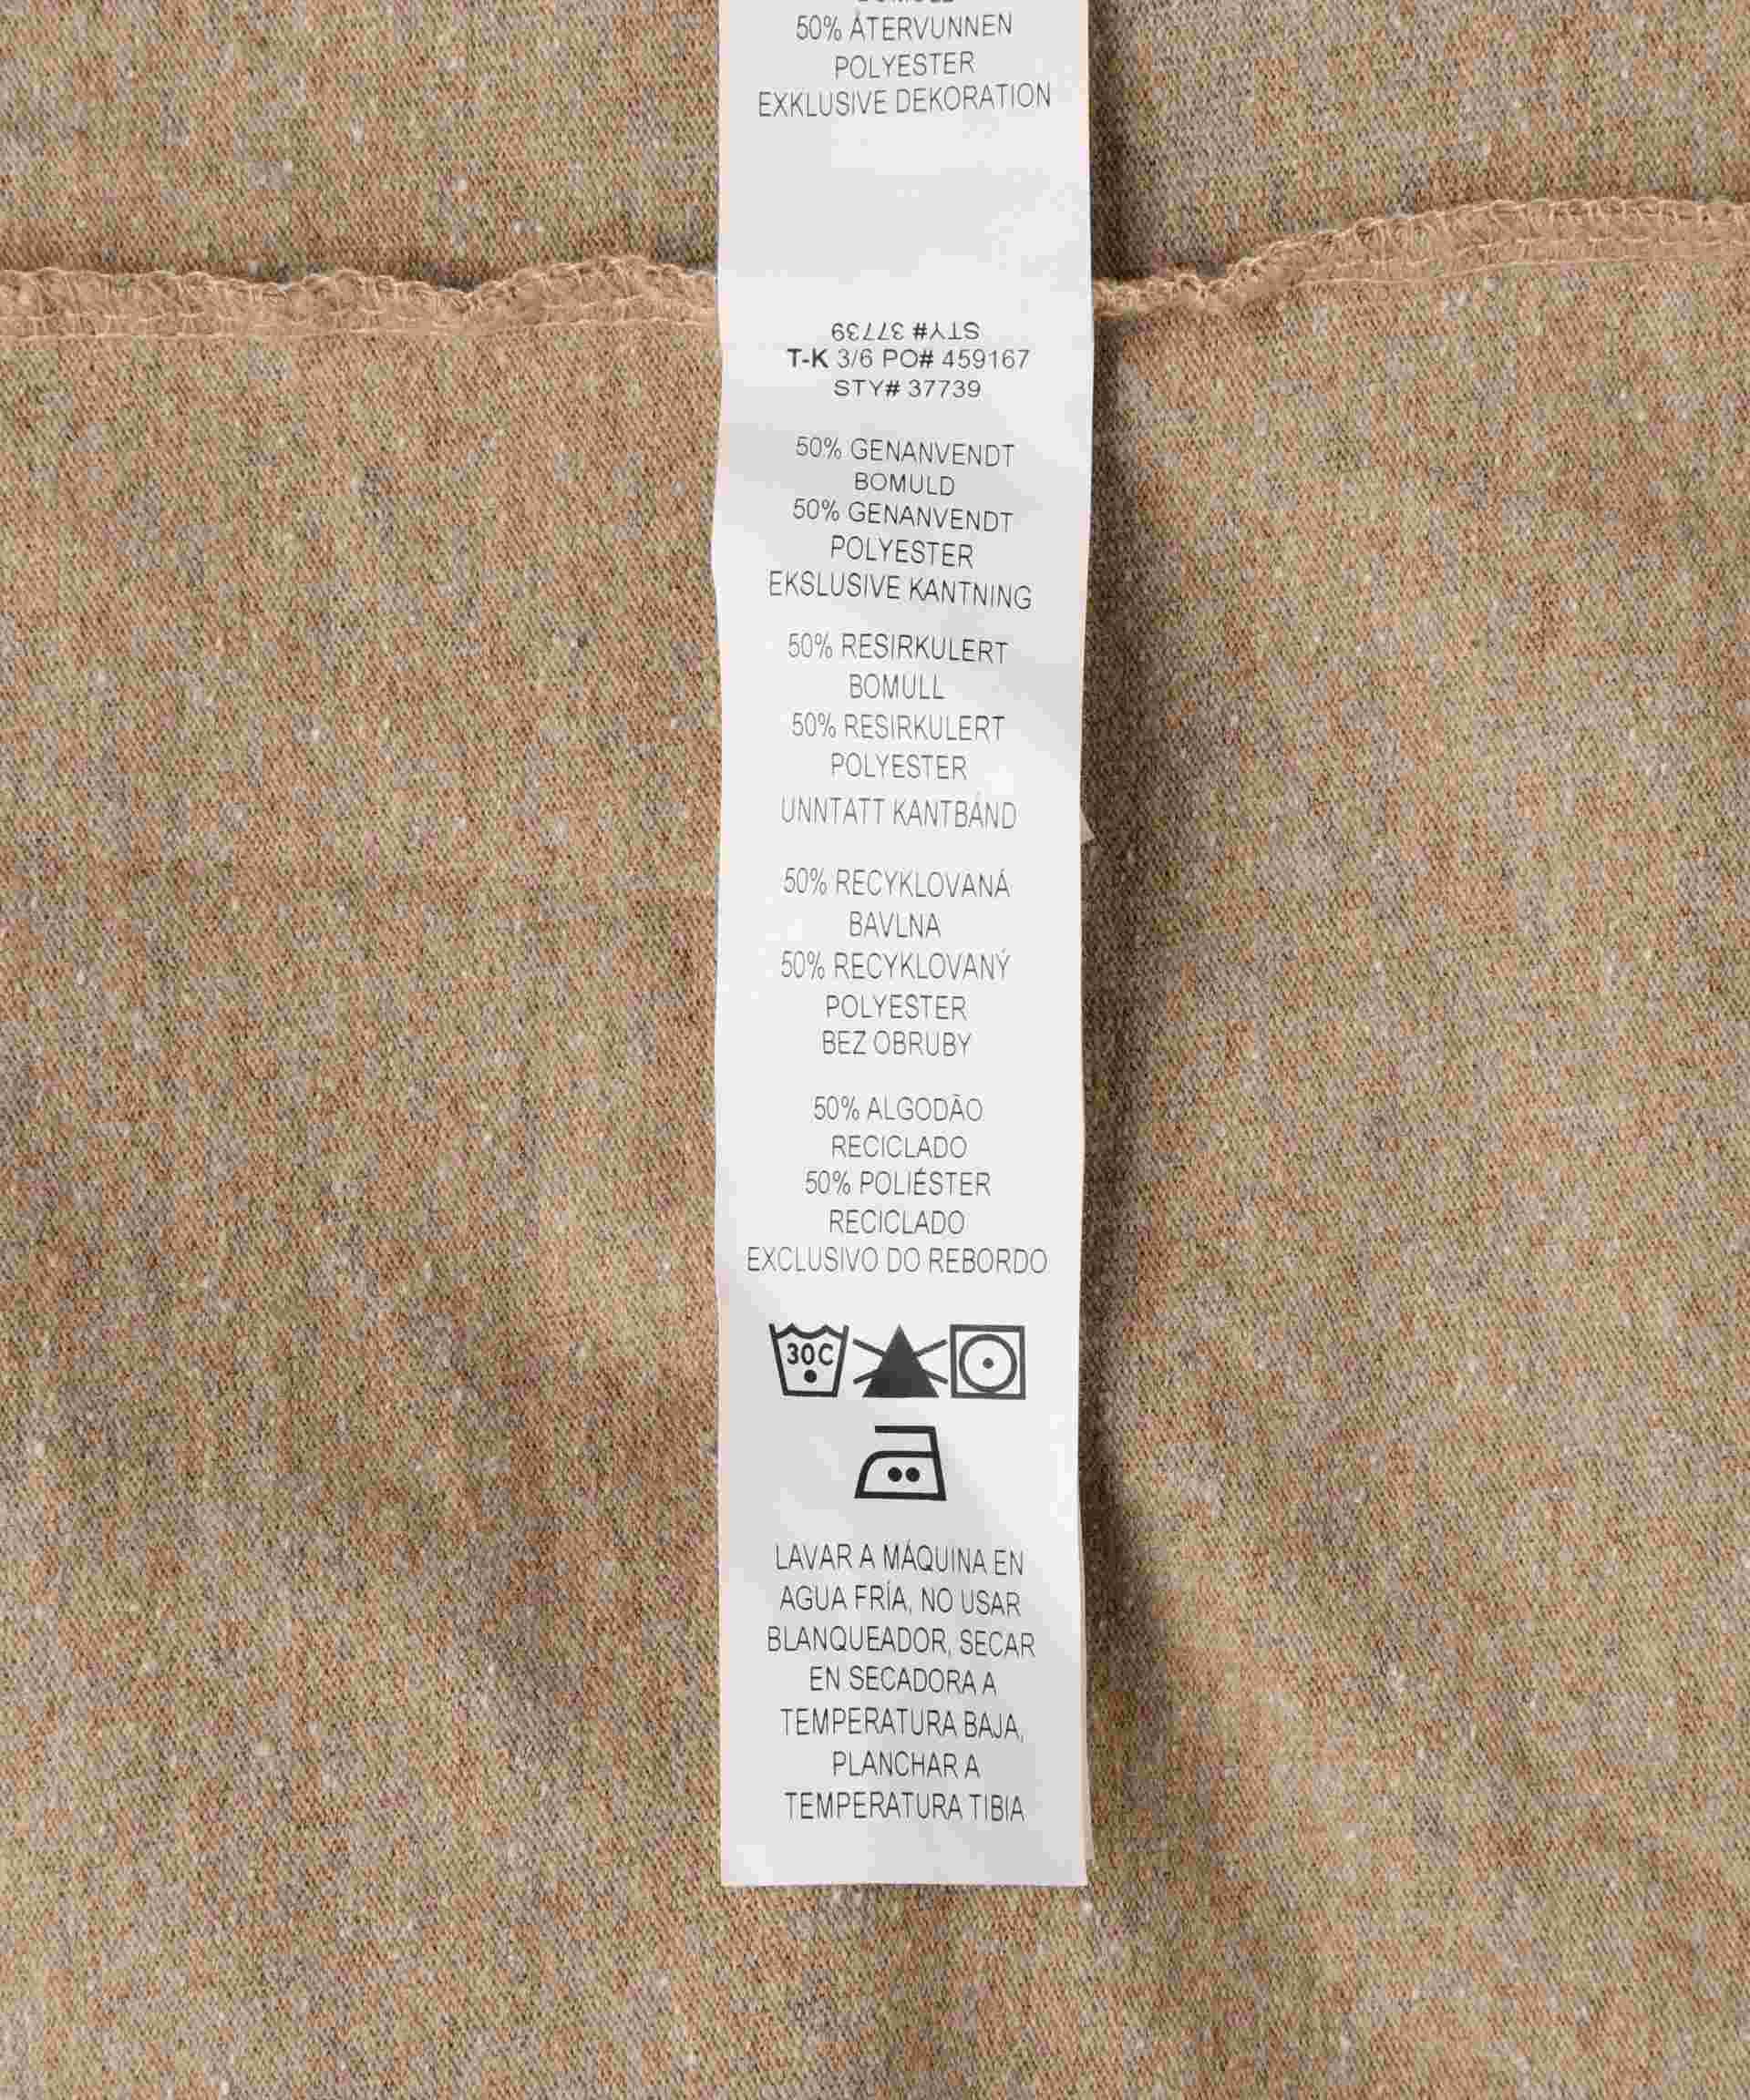 50% ÅTERVUNNEN
POLYESTER
EXKLUSIVE DEKORATION
STY# 37739
T-K 3/6 PO# 459167
STY# 37739
50% GENANVENDT
BOMULD
50% GENANVENDT
POLYESTER
EKSLUSIVE KANTNING
50% RESIRKULERT
BOMULL
50% RESIRKULERT
POLYESTER
UNNTATT KANTBÅND
50% RECYKLOVANÁ
BAVLNA
50% RECYKLOVANÝ
POLYESTER
BEZ OBRUBY
50% ALGODÃO
RECICLADO
50% POLIÉSTER
RECICLADO
EXCLUSIVO DO REBORDO
30C
LAVAR A MÁQUINA EN
AGUA FRÍA, NO USAR
BLANQUEADOR, SECAR
EN SECADORA A
TEMPERATURA BAJA,
PLANCHAR A
TEMPERATURA TIBIA